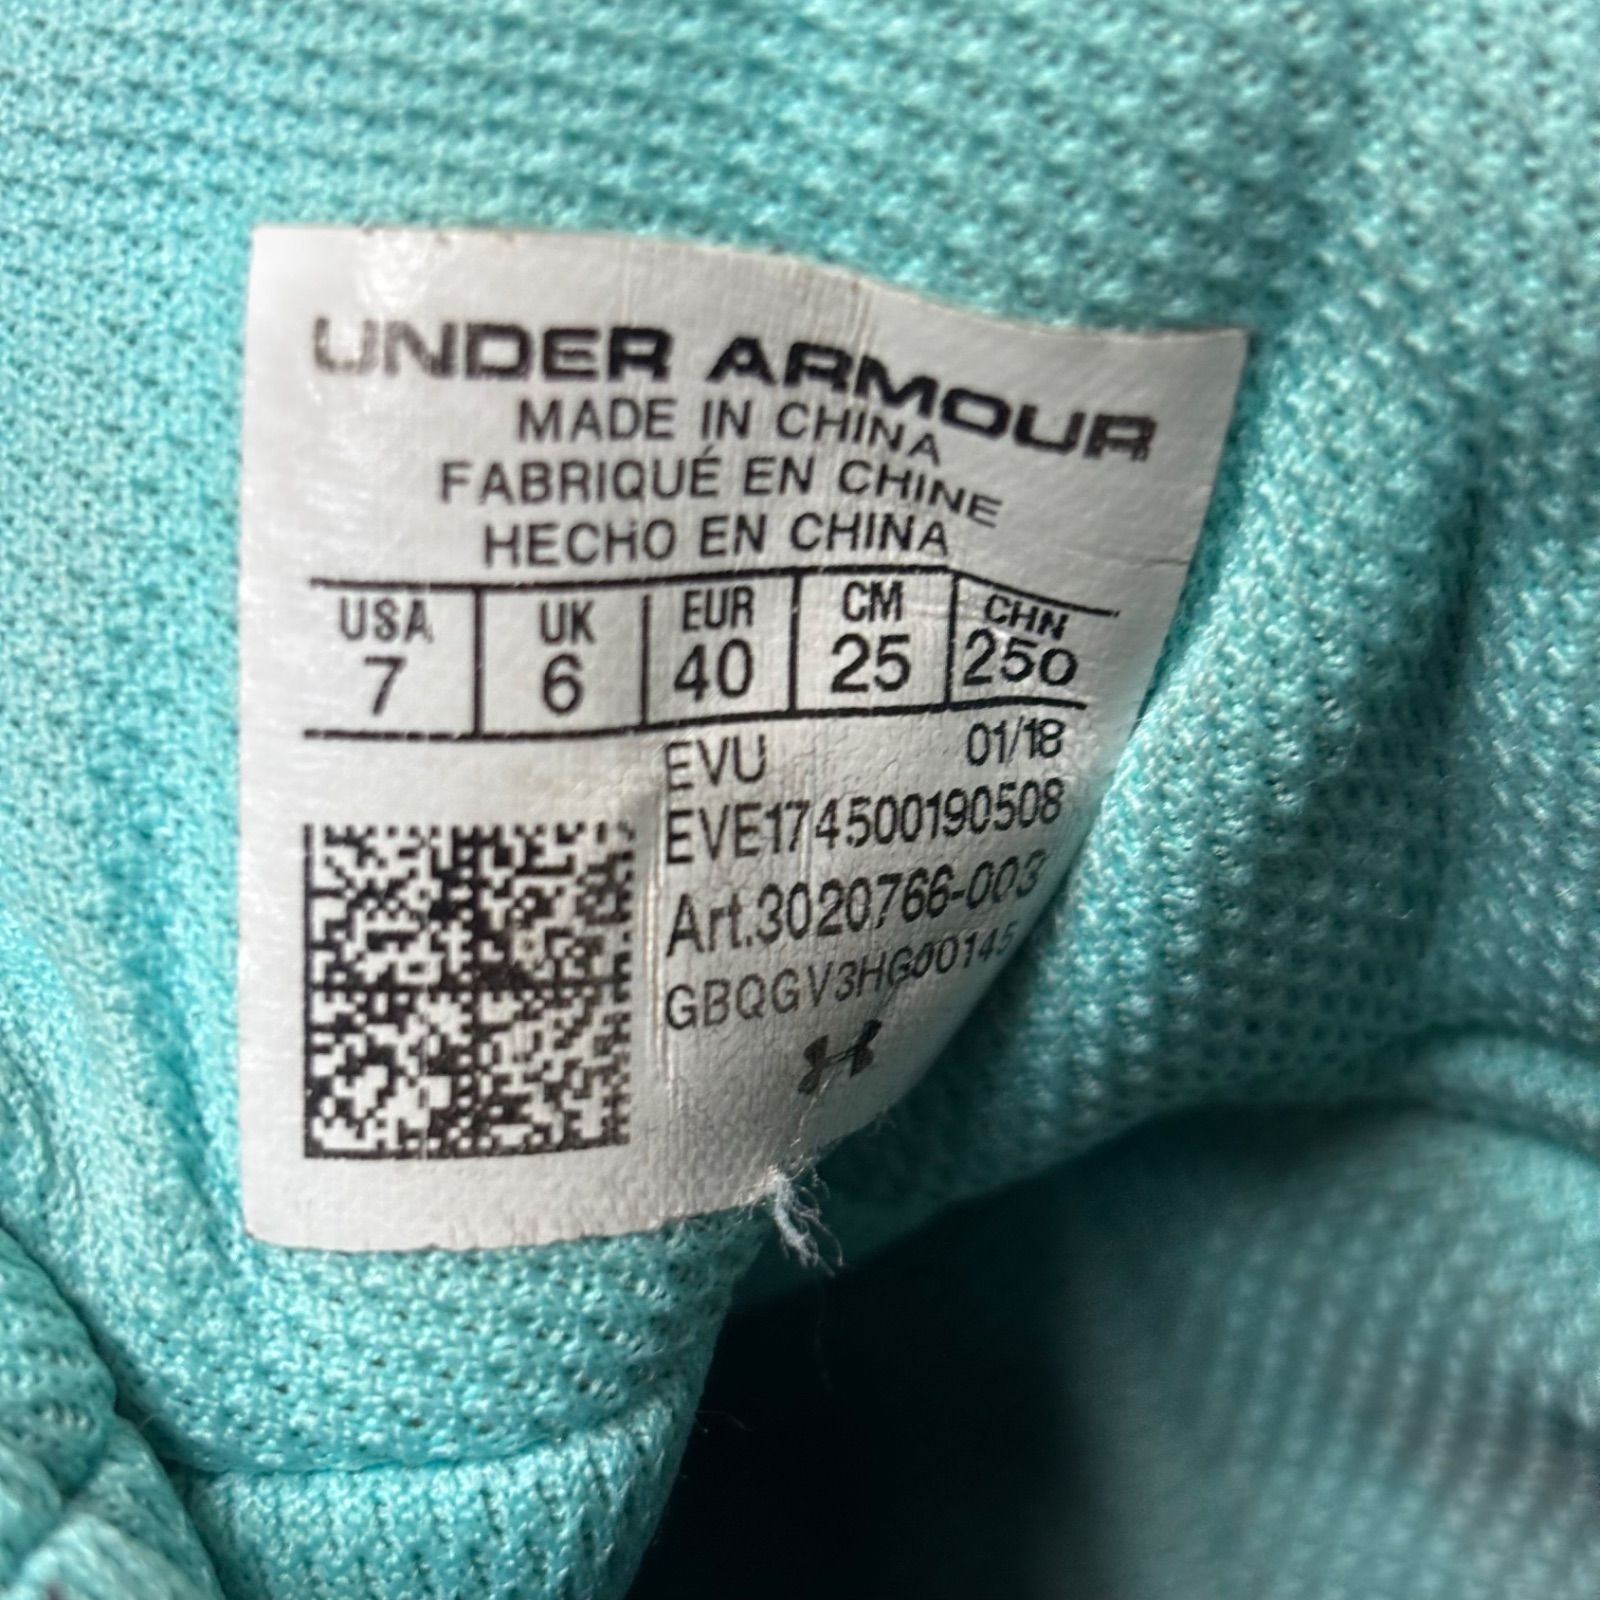 UNDER ARMOUR
MADE IN CHINA
FABRIQUÉ EN CHINE
HECHO EN CHINA
USA UK EUR CM CHN
7 6 40 25 250
EVU 01/18
EVE174500190508
Art.3020766-003
GBQGV3HG00145